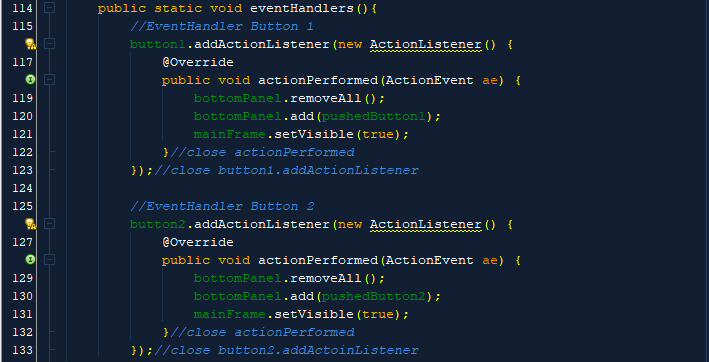 114 public static void eventHandlers(){
115 //EventHandler Button 1
button1.addActionListener(new ActionListener() {
117 @Override
public void actionPerformed(ActionEvent ae) {
119 bottomPanel.removeAll();
120 bottomPanel.add(pushedButton1);
121 mainFrame.setVisible(true);
122 }//close actionPerformed
123 });//close button1.addActionListener
124
125 //EventHandler Button 2
button2.addActionListener(new ActionListener() {
127 @Override
public void actionPerformed(ActionEvent ae) {
129 bottomPanel.removeAll();
130 bottomPanel.add(pushedButton2);
131 mainFrame.setVisible(true);
132 }//close actionPerformed
133 });//close button2.addActoinListener